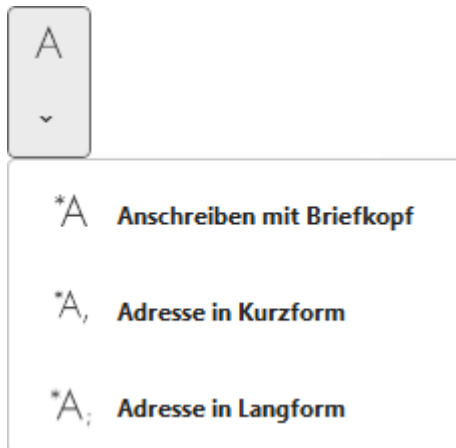 A
*A Anschreiben mit Briefkopf
*A, Adresse in Kurzform
*A; Adresse in Langform